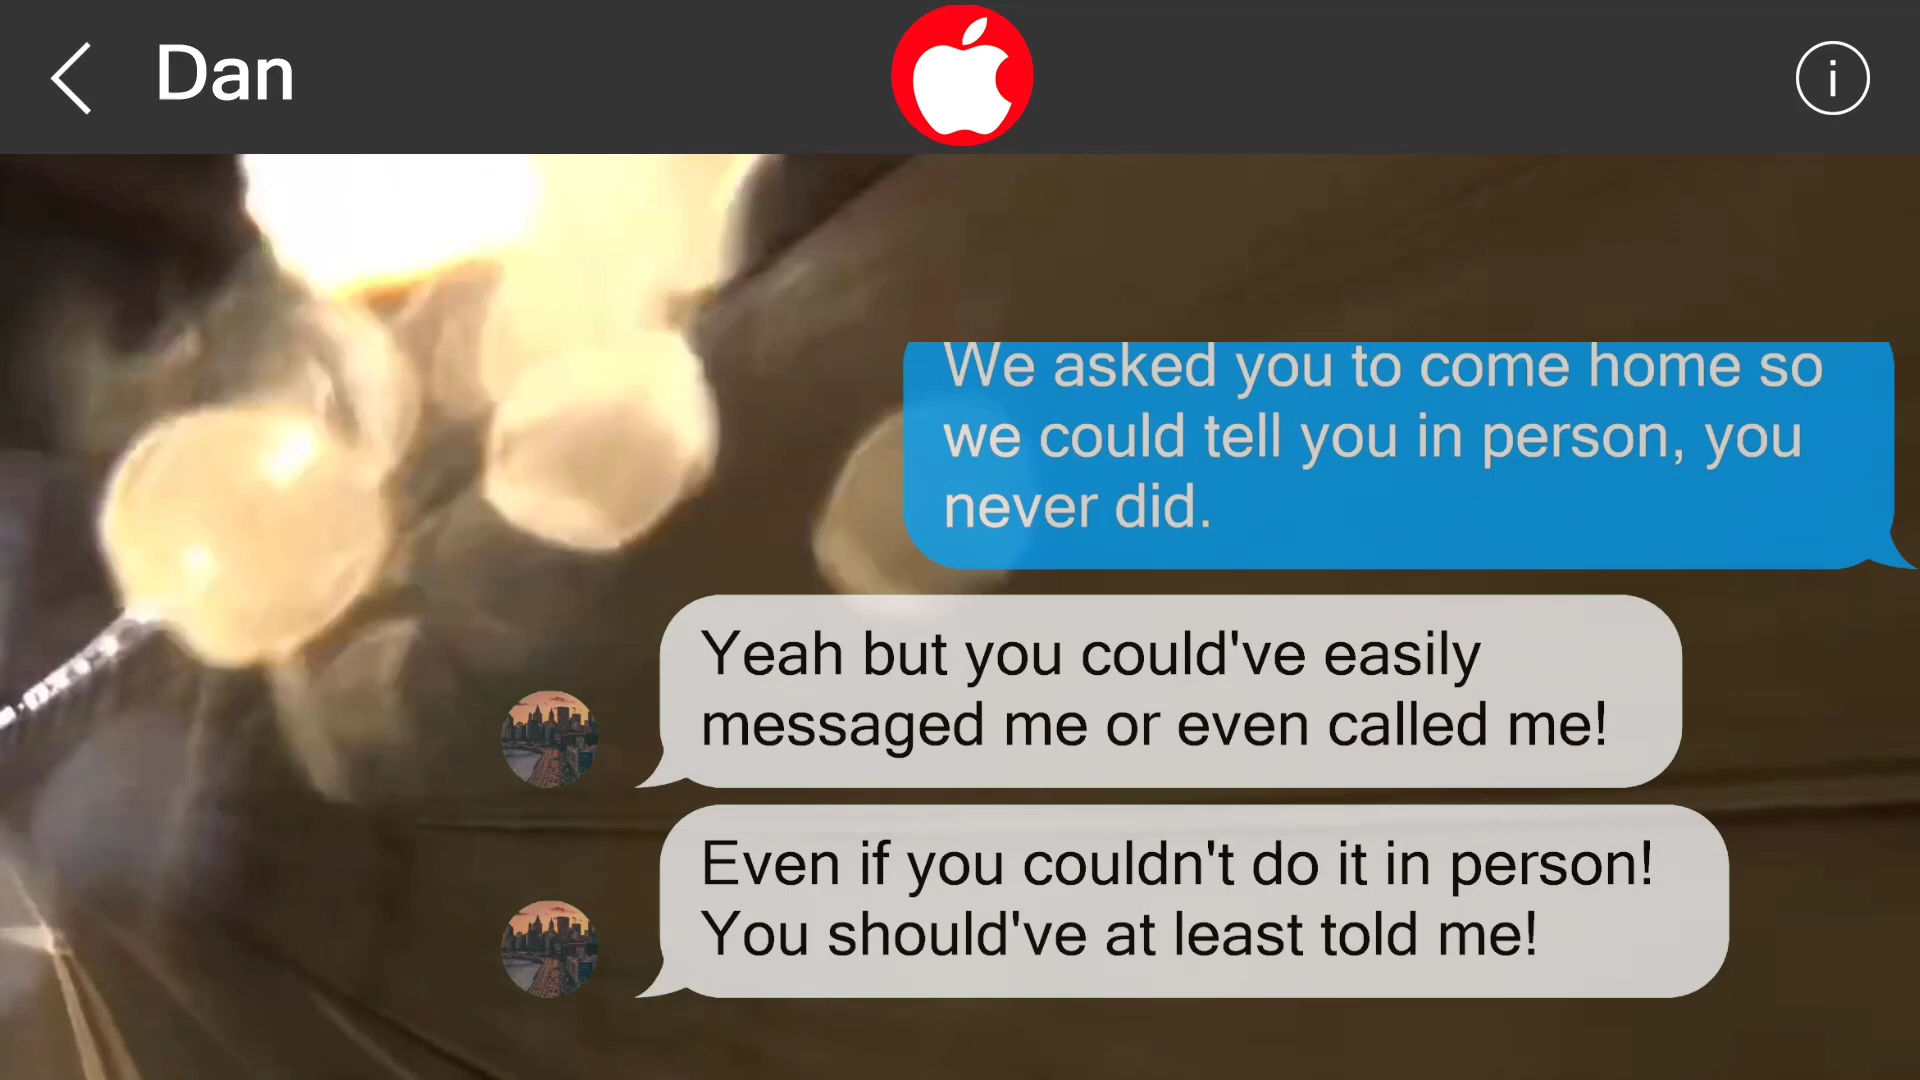 Dan
i
We asked you to come home so
we could tell you in person, you
never did.
Yeah but you could've easily
messaged me or even called me!
Even if you couldn't do it in person!
You should've at least told me!